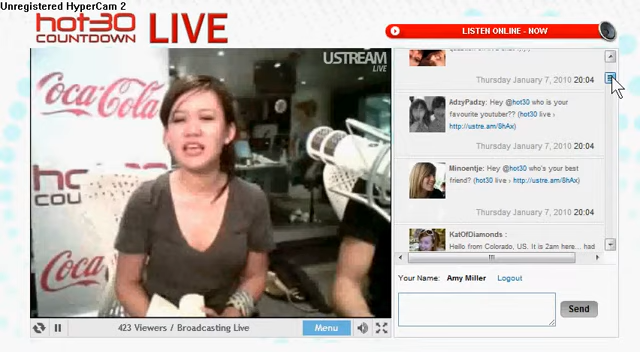 Unregistered HyperCam 2
hot30
COUNTDOWN
LIVE
LISTEN ONLINE - NOW
USTREAM
LIVE
Coca-Cola
hc
COU
Coca
Thursday January 7, 2010 20:04
AdzyPadzy: Hey @hot30 who is your
favourite youtuber?? (hot30 live ›
http://ustre.am/8hAx)
Thursday January 7, 2010 20:04
Minoentje: Hey @hot30 who's your best
friend? (hot30 live › http://ustre.am/8hAx)
Thursday January 7, 2010 20:04
KatOfDiamonds :
Hello from Colorado, US. It is 2am here... had
Your Name: Amy Miller Logout
Send
423 Viewers / Broadcasting Live
Menu